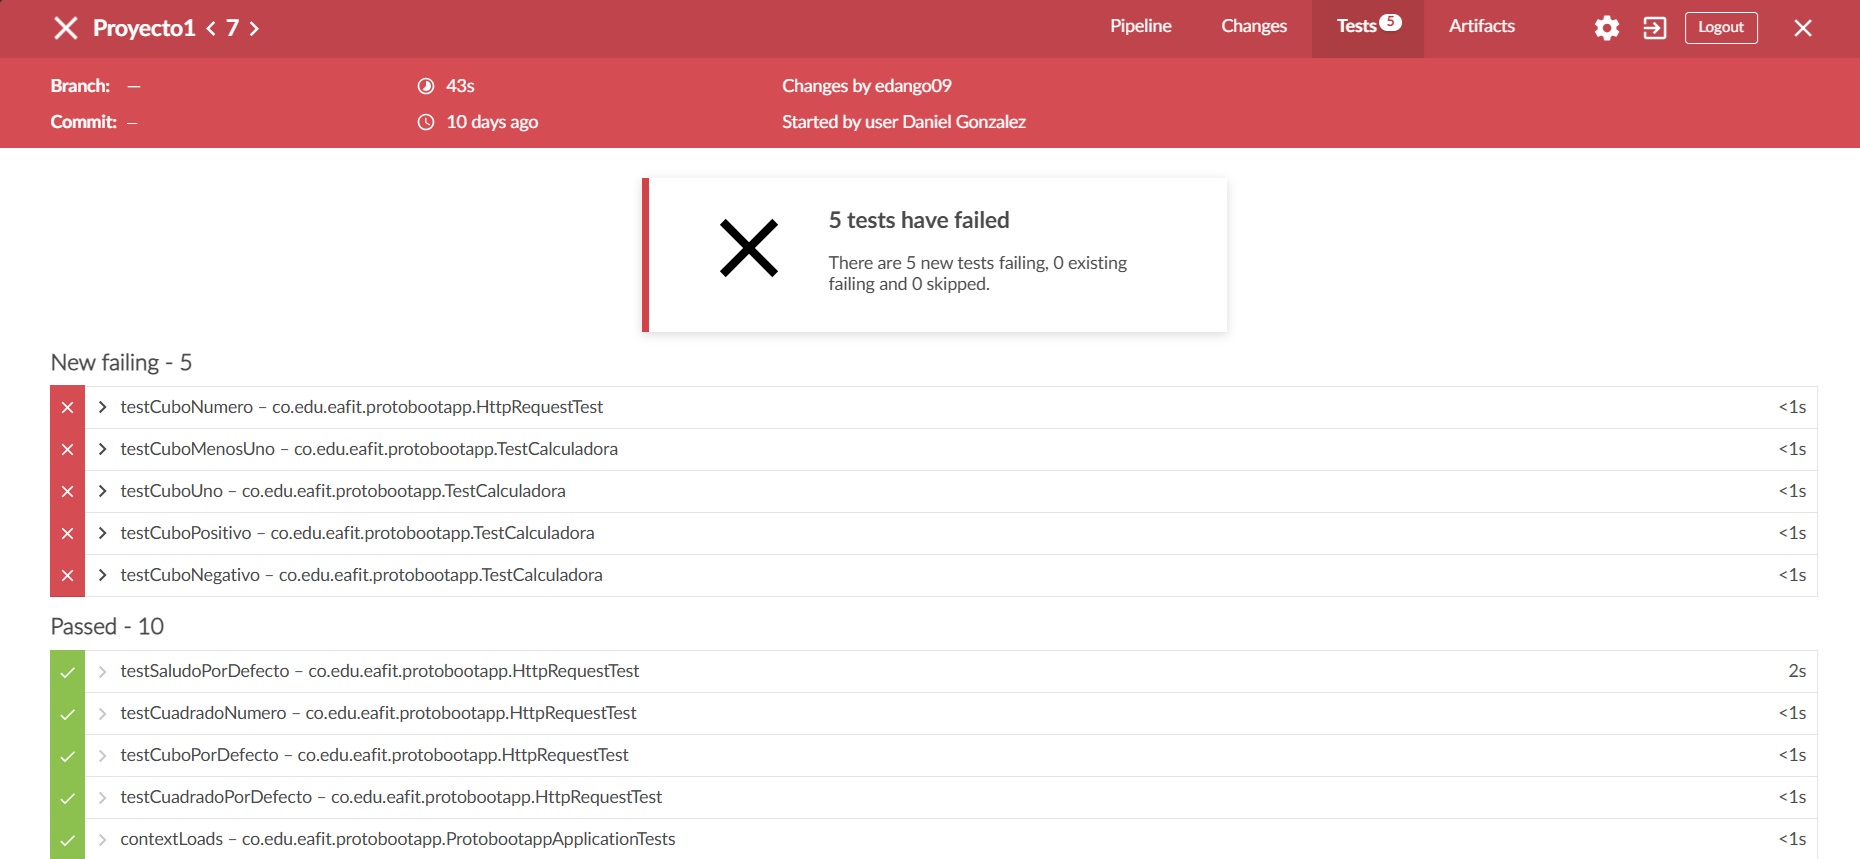 Proyecto1 < 7 >
Pipeline
Changes
Tests 5
Artifacts
Logout
Branch: —
43s
Changes by edango09
Commit: –
10 days ago
Started by user Daniel Gonzalez
5 tests have failed
There are 5 new tests failing, 0 existing
failing and 0 skipped.
New failing - 5
testCuboNumero – co.edu.eafit.protobootapp.HttpRequestTest <1s
testCuboMenosUno – co.edu.eafit.protobootapp.TestCalculadora <1s
testCuboUno – co.edu.eafit.protobootapp.TestCalculadora <1s
testCuboPositivo – co.edu.eafit.protobootapp.TestCalculadora <1s
testCuboNegativo – co.edu.eafit.protobootapp.TestCalculadora <1s
Passed - 10
testSaludoPorDefecto – co.edu.eafit.protobootapp.HttpRequestTest 2s
testCuadradoNumero – co.edu.eafit.protobootapp.HttpRequestTest <1s
testCuboPorDefecto – co.edu.eafit.protobootapp.HttpRequestTest <1s
testCuadradoPorDefecto – co.edu.eafit.protobootapp.HttpRequestTest <1s
contextLoads – co.edu.eafit.protobootapp.ProtobootappApplicationTests <1s